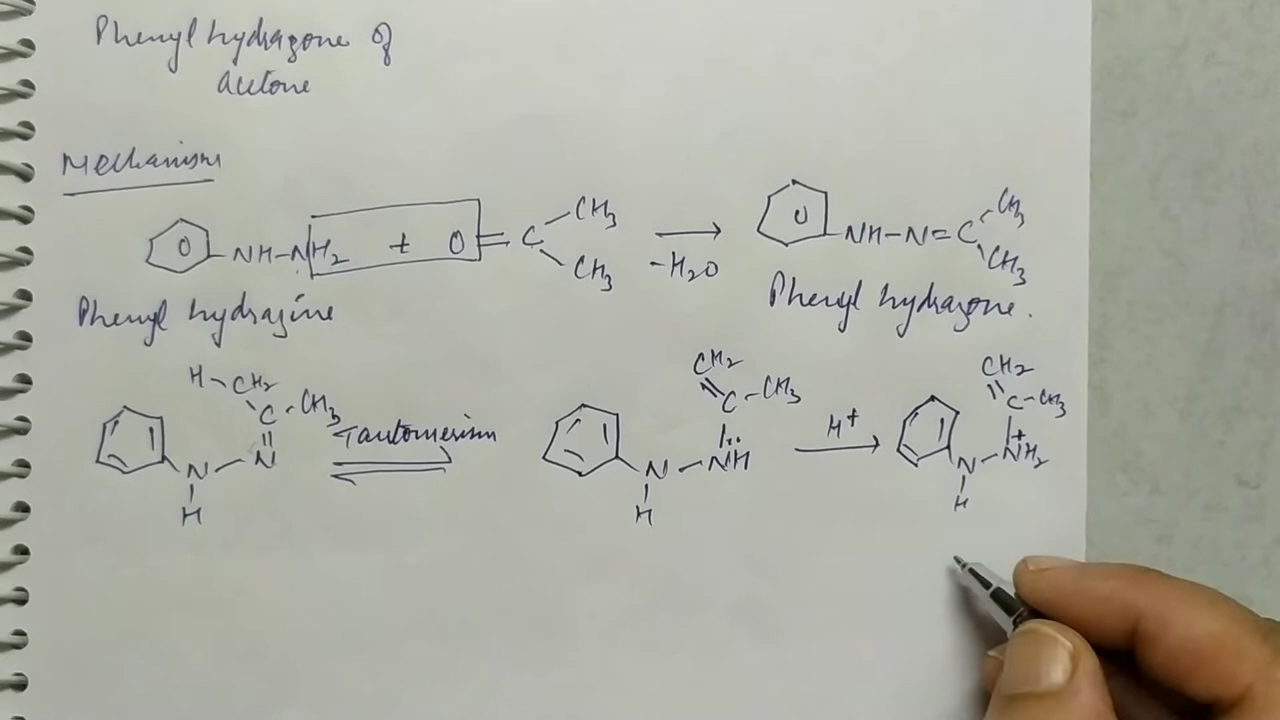 Phenyl hydrazone of
acetone
Mechanism
NH-NH2 + O=C CH3 CH3 → -H2O NH-N=C CH3 CH3
Phenyl hydrazine
Phenyl hydrazone.
H-CH2
C-CH3
N-N
H
Tautomerism
CH2
C-CH3
N-NH
H
H+
CH2
C-CH3
N-NH2
+
H